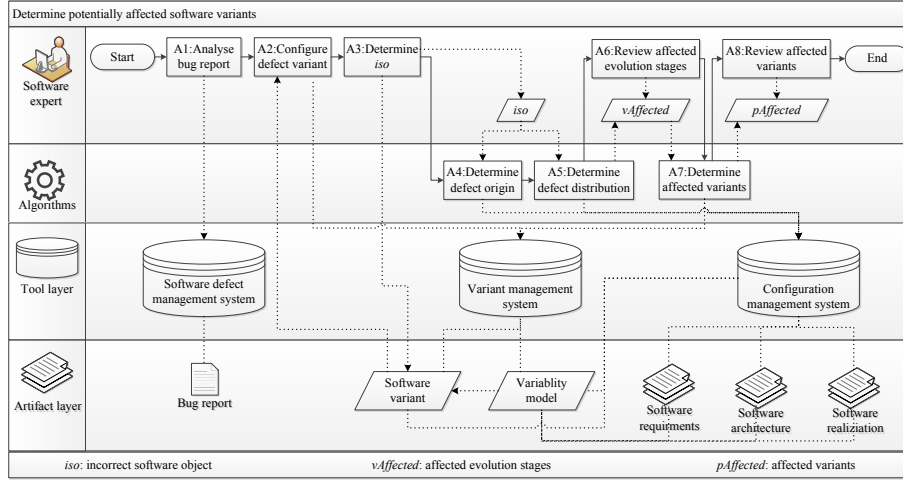 Determine potentially affected software variants
Software
expert
Start
A1:Analyse
bug report
A2:Configure
defect variant
A3:Determine
iso
iso
A6:Review affected
evolution stages
vAffected
A8:Review affected
variants
pAffected
End
Algorithms
A4:Determine
defect origin
A5:Determine
defect distribution
A7:Determine
affected variants
Tool layer
Software defect
management system
Variant management
system
Configuration
management system
Artifact layer
Bug report
Software
variant
Variablity
model
Software
requirments
Software
architecture
Software
realiziation
iso: incorrect software object
vAffected: affected evolution stages
pAffected: affected variants